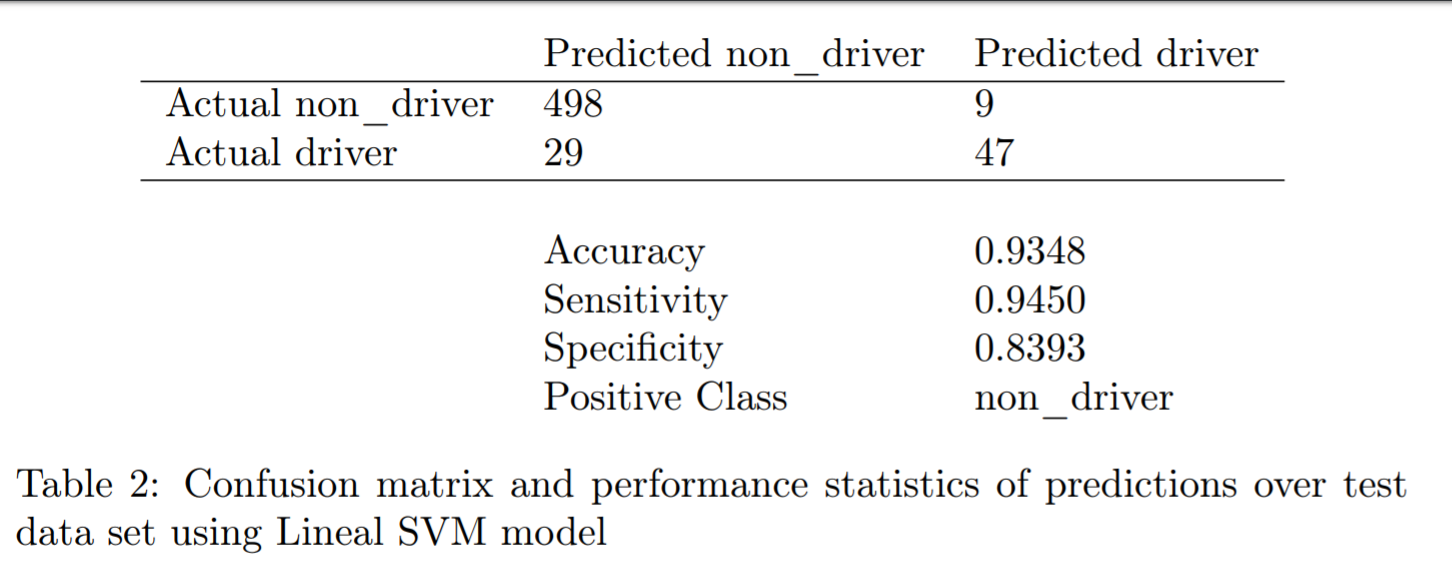 Predicted non_driver Predicted driver
Actual non_driver 498 9
Actual driver 29 47
Accuracy 0.9348
Sensitivity 0.9450
Specificity 0.8393
Positive Class non_driver
Table 2: Confusion matrix and performance statistics of predictions over test
data set using Lineal SVM model